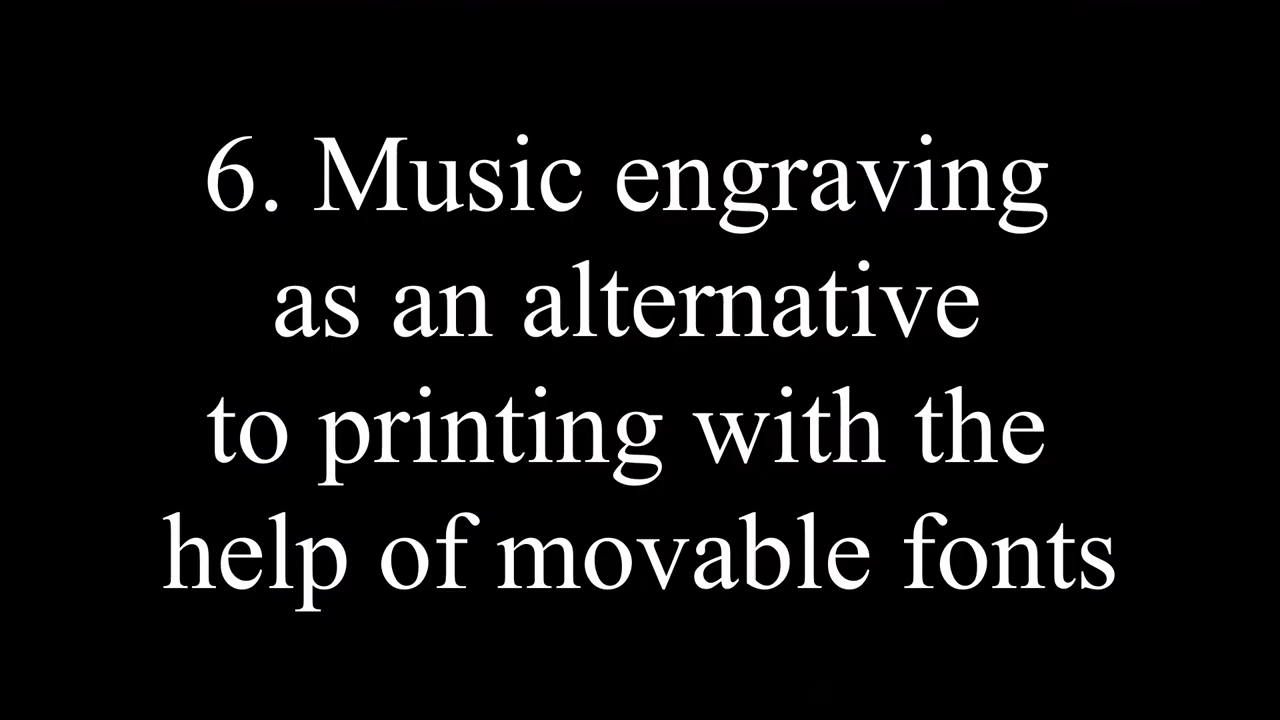 6. Music engraving
as an alternative
to printing with the
help of movable fonts